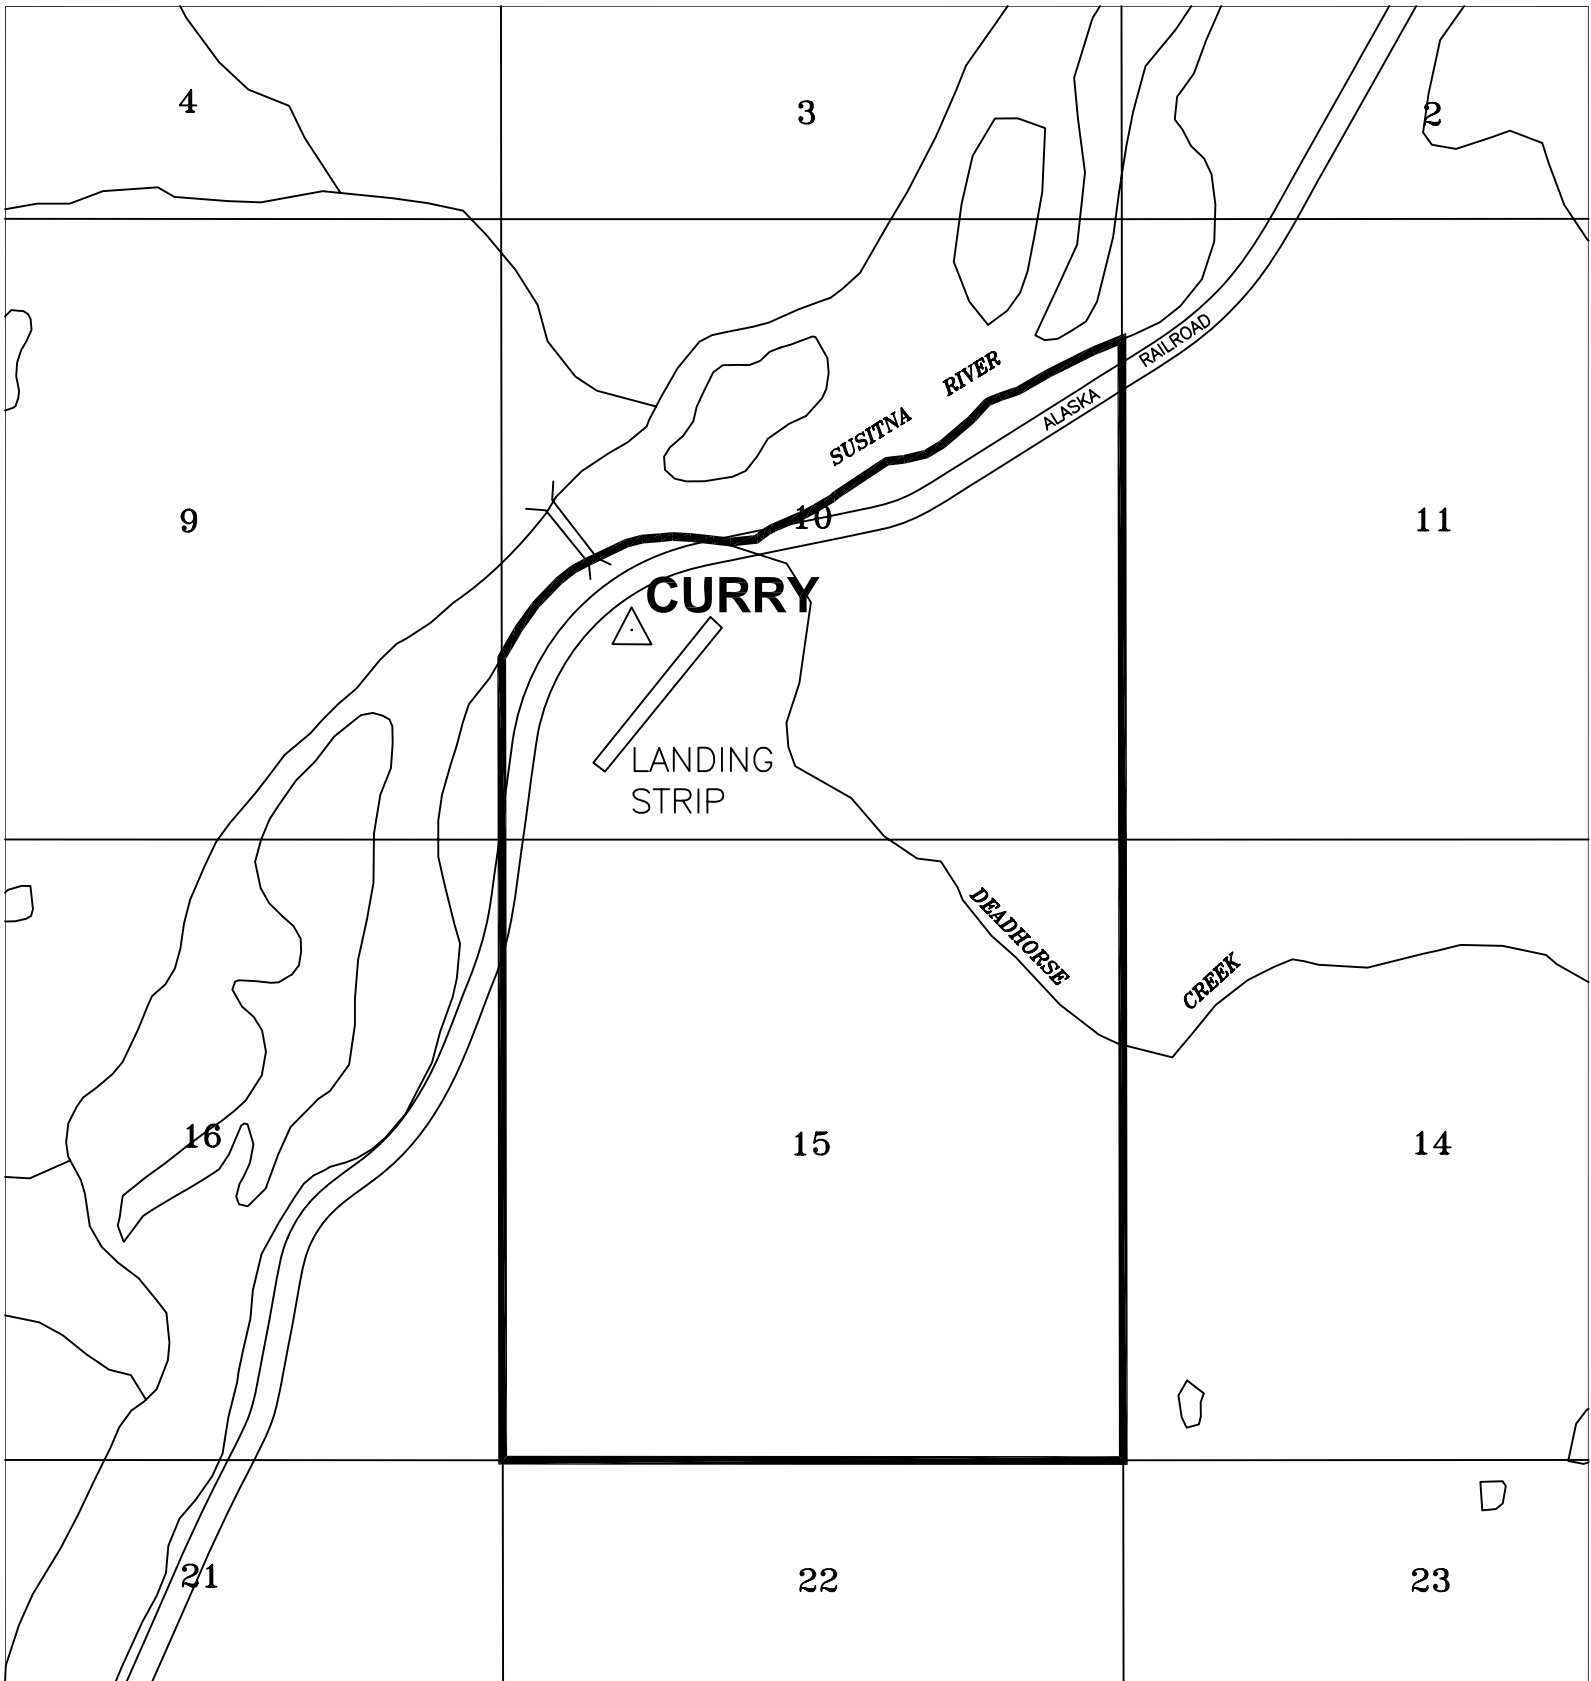 4
3
2
RIVER
RAILROAD
ALASKA
SUSITNA
9
10
11
CURRY
LANDING
STRIP
DEADHORSE
CREEK
16
15
14
21
22
23